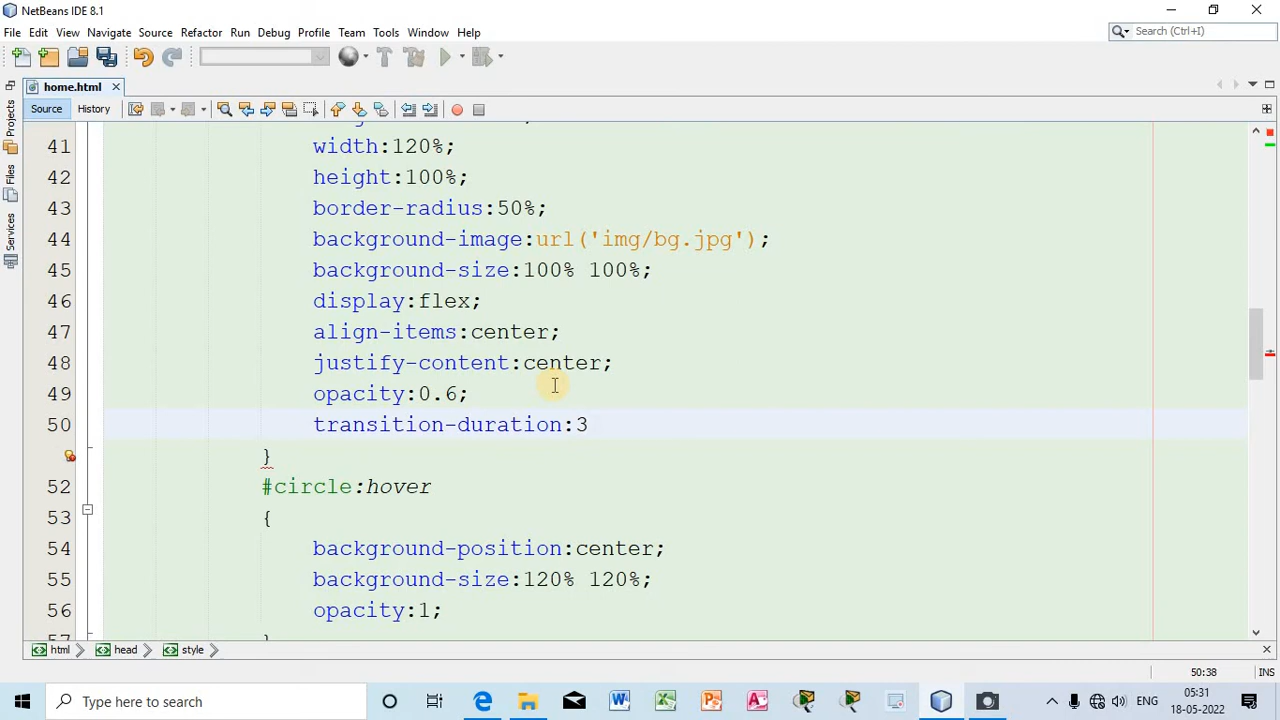 NetBeans IDE 8.1
File Edit View Navigate Source Refactor Run Debug Profile Team Tools Window Help
Search (Ctrl+I)
home.html
Source History
Projects
Files
Services
41 width:120%;
42 height:100%;
43 border-radius:50%;
44 background-image:url('img/bg.jpg');
45 background-size:100% 100%;
46 display:flex;
47 align-items:center;
48 justify-content:center;
49 opacity:0.6;
50 transition-duration:3
}
52 #circle:hover
53 {
54 background-position:center;
55 background-size:120% 120%;
56 opacity:1;
57 }
html head style
50:38 INS
Type here to search
ENG
05:31
18-05-2022